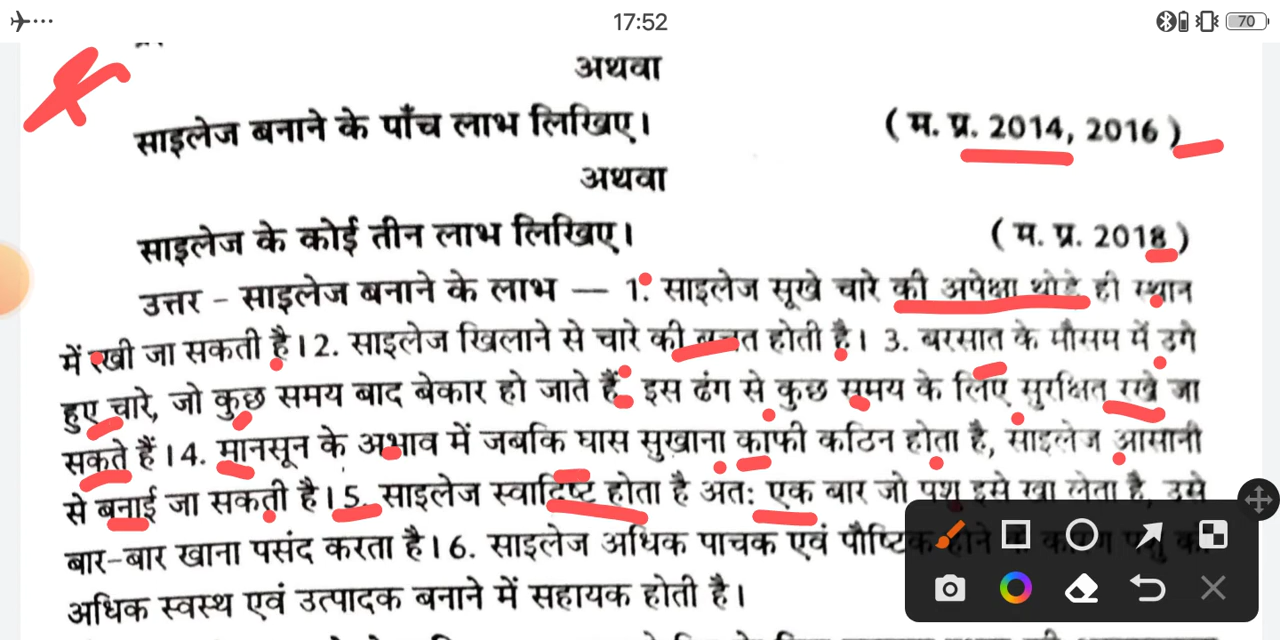 17:52
70
अथवा
साइलेज बनाने के पाँच लाभ लिखिए। ( म. प्र. 2014, 2016 )
अथवा
साइलेज के कोई तीन लाभ लिखिए। ( म. प्र. 2018 )
उत्तर – साइलेज बनाने के लाभ — 1. साइलेज सूखे चारे की अपेक्षा थोड़े ही स्थान
में रखी जा सकती है। 2. साइलेज खिलाने से चारे की बचत होती है। 3. बरसात के मौसम में उगे
हुए चारे, जो कुछ समय बाद बेकार हो जाते हैं इस ढंग से कुछ समय के लिए सुरक्षित रखे जा
सकते हैं। 4. मानसून के अभाव में जबकि घास सुखाना काफी कठिन होता है, साइलेज आसानी
से बनाई जा सकती है। 5. साइलेज स्वादिष्ट होता है अत: एक बार जो पशु इसे खा लेता है, उसे
बार-बार खाना पसंद करता है। 6. साइलेज अधिक पाचक एवं पौष्टिक होने के कारण पशु को
अधिक स्वस्थ एवं उत्पादक बनाने में सहायक होती है।